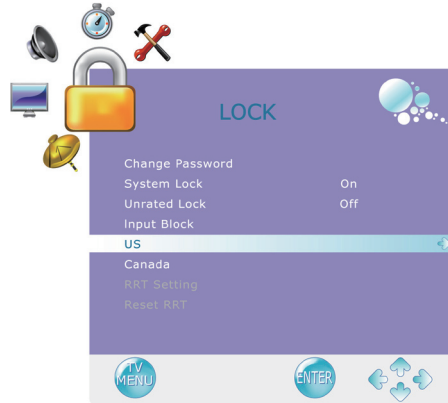 LOCK
Change Password
System Lock On
Unrated Lock Off
Input Block
US
Canada
RRT Setting
Reset RRT
TV
MENU
ENTER